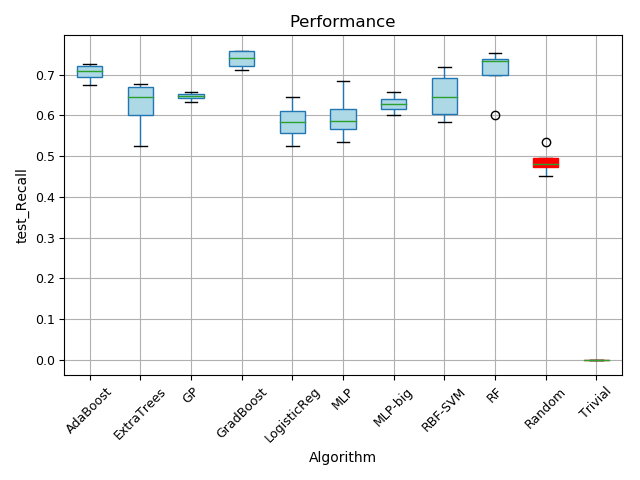 Performance
test_Recall
0.7
0.6
0.5
0.4
0.3
0.2
0.1
0.0
AdaBoost
ExtraTrees
GP
GradBoost
LogisticReg
MLP
MLP-big
RBF-SVM
RF
Random
Trivial
Algorithm